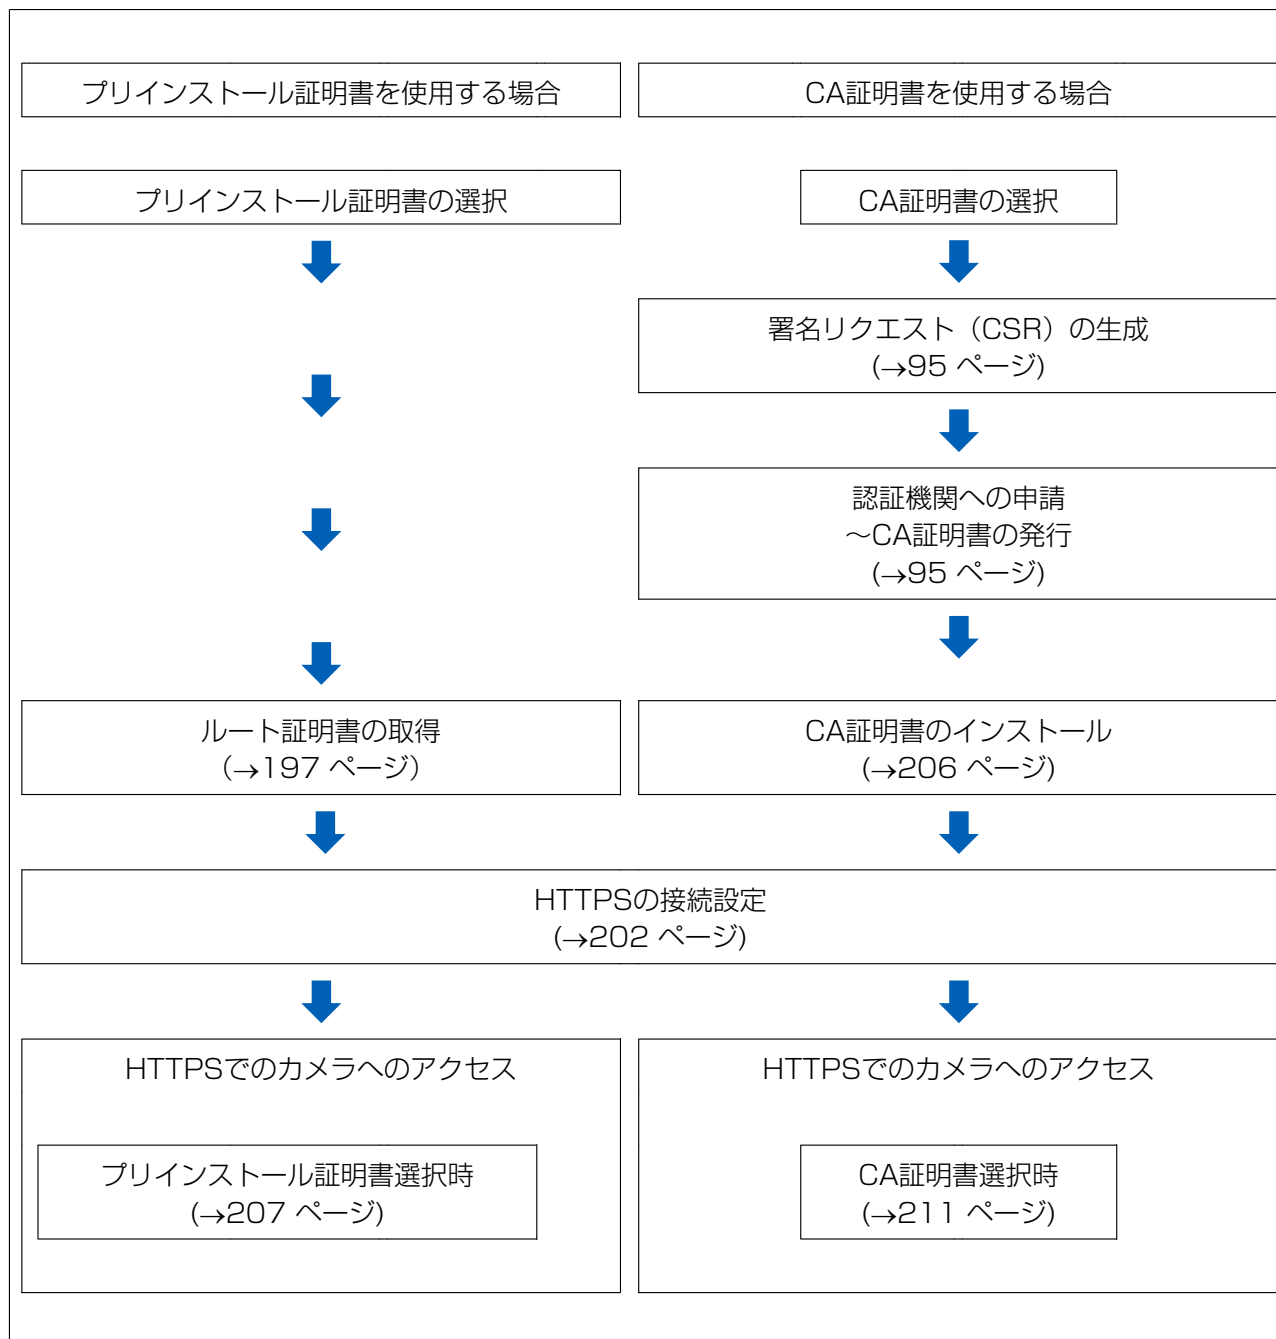 プリインストール証明書を使用する場合
CA証明書を使用する場合
プリインストール証明書の選択
CA証明書の選択
署名リクエスト（CSR）の生成
(→95 ページ)
認証機関への申請
～CA証明書の発行
(→95 ページ)
ルート証明書の取得
（→197 ページ）
CA証明書のインストール
(→206 ページ)
HTTPSの接続設定
(→202 ページ)
HTTPSでのカメラへのアクセス
プリインストール証明書選択時
(→207 ページ)
HTTPSでのカメラへのアクセス
CA証明書選択時
(→211 ページ)